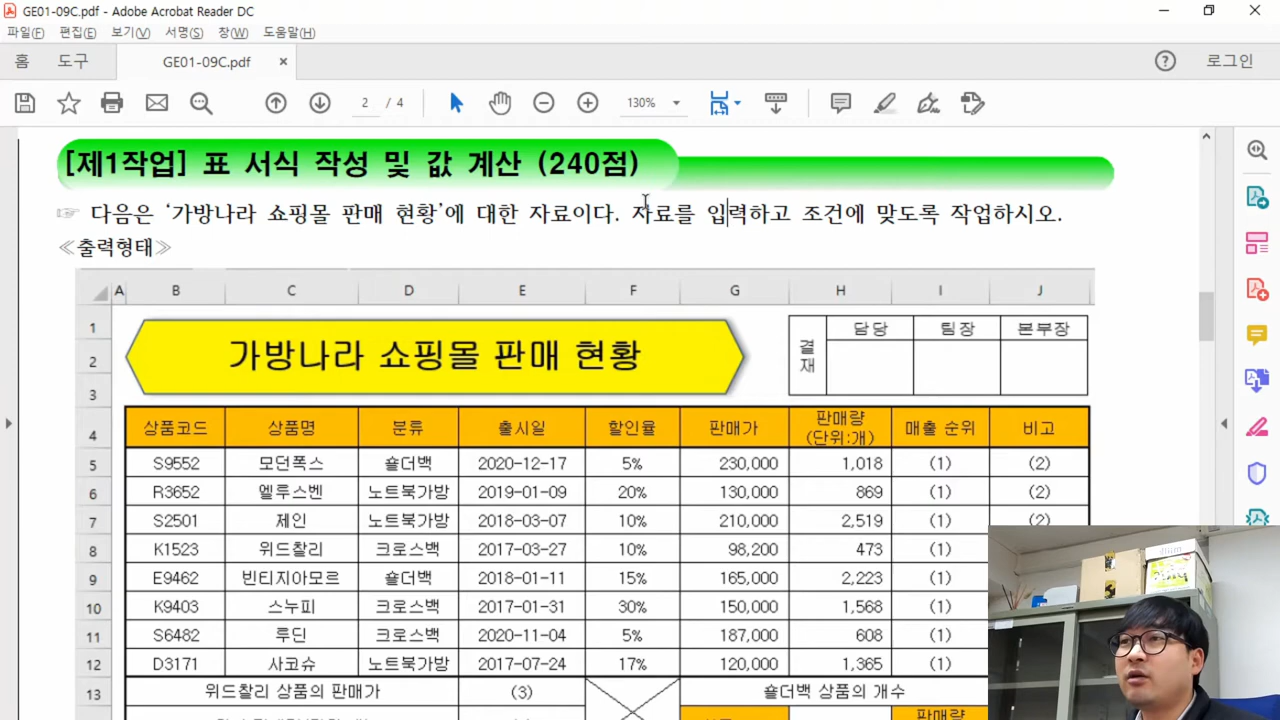 GE01-09C.pdf - Adobe Acrobat Reader DC
파일(F) 편집(E) 보기(V) 서명(S) 창(W) 도움말(H)
홈 도구 GE01-09C.pdf × 로그인
2 / 4 130%
[제1작업] 표 서식 작성 및 값 계산 (240점)
☞ 다음은 ‘가방나라 쇼핑몰 판매 현황’에 대한 자료이다. 자료를 입력하고 조건에 맞도록 작업하시오.
≪출력형태≫
A B C D E F G H I J
1 담당 팀장 본부장
2 가방나라 쇼핑몰 판매 현황 결재
3
4 상품코드 상품명 분류 출시일 할인율 판매가 판매량(단위:개) 매출 순위 비고
5 S9552 모던폭스 숄더백 2020-12-17 5% 230,000 1,018 (1) (2)
6 R3652 엘루스벤 노트북가방 2019-01-09 20% 130,000 869 (1) (2)
7 S2501 제인 노트북가방 2018-03-07 10% 210,000 2,519 (1) (2)
8 K1523 위드찰리 크로스백 2017-03-27 10% 98,200 473 (1)
9 E9462 빈티지아모르 숄더백 2018-01-11 15% 165,000 2,223 (1)
10 K9403 스누피 크로스백 2017-01-31 30% 150,000 1,568 (1)
11 S6482 루딘 크로스백 2020-11-04 5% 187,000 608 (1)
12 D3171 사코슈 노트북가방 2017-07-24 17% 120,000 1,365 (1)
13 위드찰리 상품의 판매가 (3) 숄더백 상품의 개수
판매량